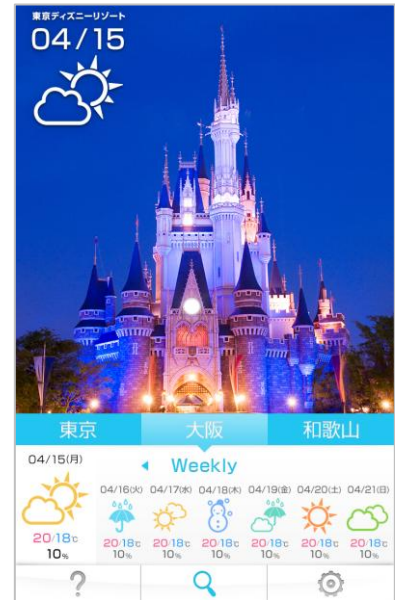 東京ディズニーリゾート
04/15
東京 大阪 和歌山
04/15(月)
Weekly
04/16(火) 04/17(水) 04/18(木) 04/19(金) 04/20(土) 04/21(日)
20/18℃ 20/18℃ 20/18℃ 20/18℃ 20/18℃ 20/18℃ 20/18℃
10% 10% 10% 10% 10% 10% 10%
?